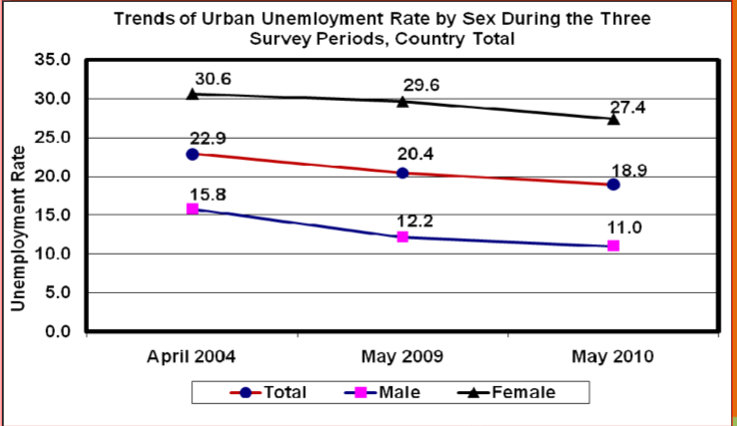 Trends of Urban Unemloyment Rate by Sex During the Three
Survey Periods, Country Total
Unemployment Rate
35.0
30.0
25.0
20.0
15.0
10.0
5.0
0.0
30.6
29.6
27.4
22.9
20.4
18.9
15.8
12.2
11.0
April 2004
May 2009
May 2010
Total
Male
Female